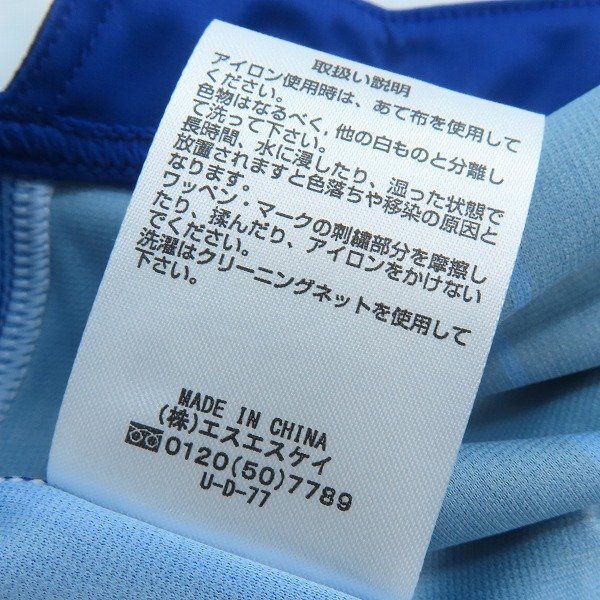 取扱い説明
アイロン使用時は、あて布を使用して
ください。
色物はなるべく,他の白ものと分離し
て洗って下さい。
長時間、水に浸したり、湿った状態で
放置されますと色落ちや移染の原因と
なります。
ワッペン・マークの刺繍部分を摩擦し
たり、揉んだり、アイロンをかけない
でください。
洗濯はクリーニングネットを使用して
下さい。
MADE IN CHINA
(株)エスエスケイ
0120(50)7789
U-D-77